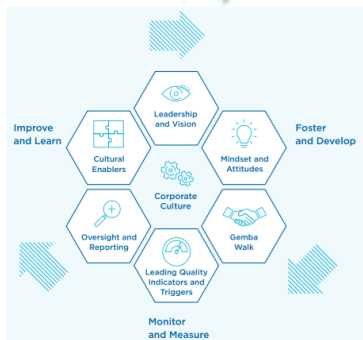 Leadership
and Vision
Improve
and Learn
Foster
and Develop
Cultural
Enablers
Mindset and
Attitudes
Corporate
Culture
Oversight and
Reporting
Gemba
Walk
Leading Quality
Indicators and
Triggers
Monitor
and Measure